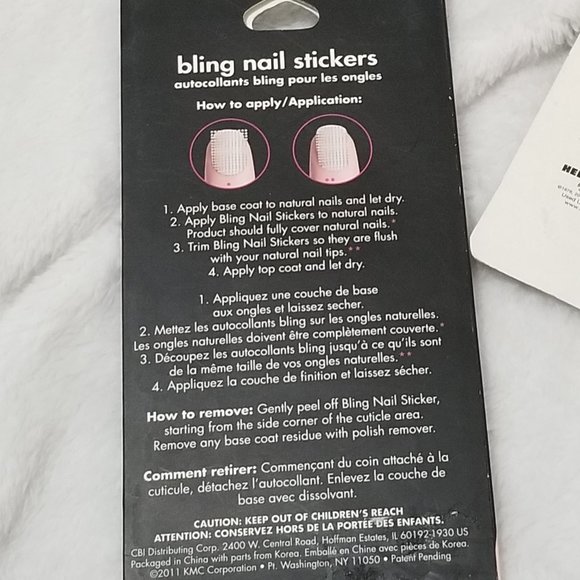 bling nail stickers
autocollants bling pour les ongles
How to apply/Application:
1. Apply base coat to natural nails and let dry.
2. Apply Bling Nail Stickers to natural nails.
Product should fully cover natural nails.*
3. Trim Bling Nail Stickers so they are flush
with your natural nail tips.**
4. Apply top coat and let dry.
1. Appliquez une couche de base
aux ongles et laissez secher.
2. Mettez les autocollants bling sur les ongles naturelles.
Les ongles naturelles doivent être complètement couverte.*
3. Découpez les autocollants bling jusqu'à ce qu'ils sont
de la même taille de vos ongles naturelles.**
4. Appliquez la couche de finition et laissez sécher.
How to remove: Gently peel off Bling Nail Sticker,
starting from the side corner of the cuticle area.
Remove any base coat residue with polish remover.
Comment retirer: Commençant du coin attaché à la
cuticule, détachez l'autocollant. Enlevez la couche de
base avec dissolvant.
CAUTION: KEEP OUT OF CHILDREN'S REACH
ATTENTION: CONSERVEZ HORS DE LA PORTÉE DES ENFANTS.
CBI Distributing Corp. 2400 W. Central Road, Hoffman Estates, IL 60192-1930 US
Packaged in China with parts from Korea. Emballé en Chine avec pièces de Korea.
©2011 KMC Corporation • Pt. Washington, NY 11050 • Patent Pending
Used
www.